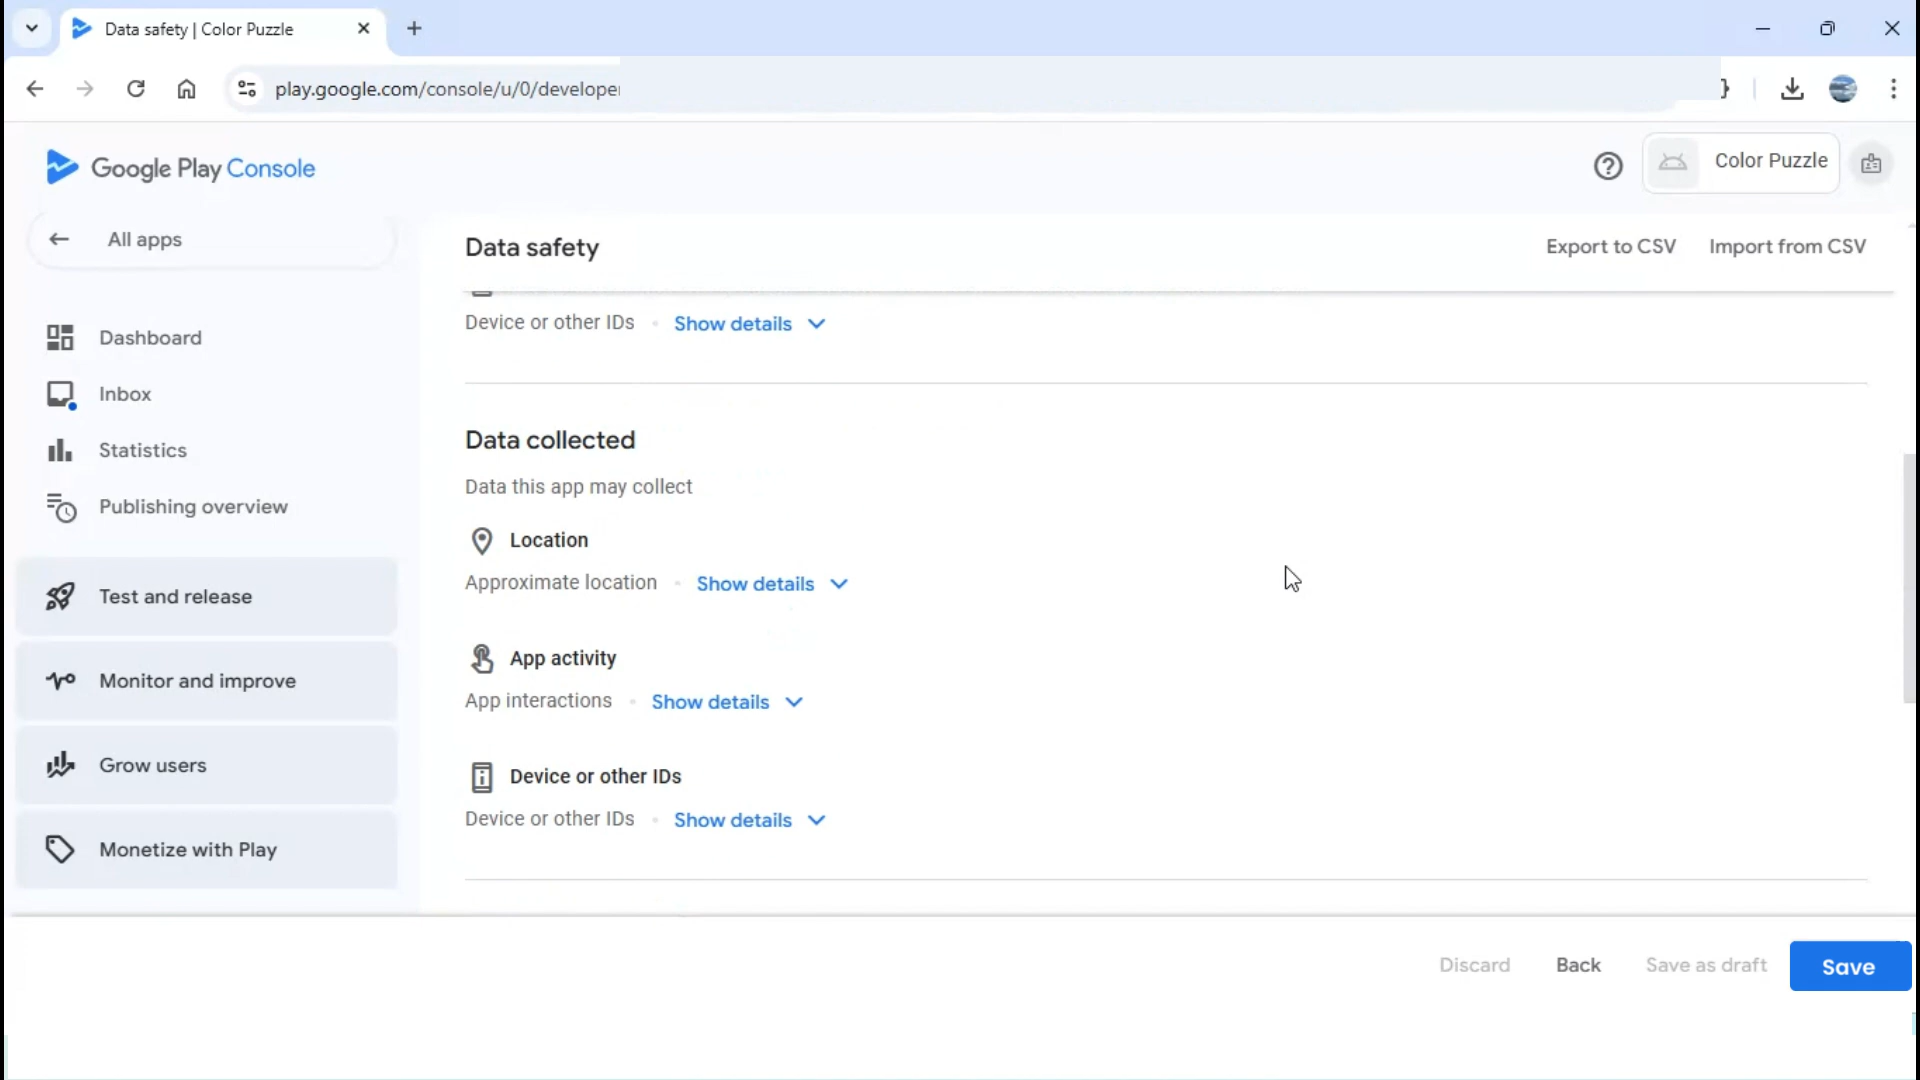 Data safety | Color Puzzle
play.google.com/console/u/0/develope
Google Play Console
Color Puzzle
All apps
Data safety
Export to CSV
Import from CSV
Device or other IDs
Show details
Dashboard
Inbox
Statistics
Publishing overview
Test and release
Monitor and improve
Grow users
Monetize with Play
Data collected
Data this app may collect
Location
Approximate location
Show details
App activity
App interactions
Show details
Device or other IDs
Device or other IDs
Show details
Discard
Back
Save as draft
Save